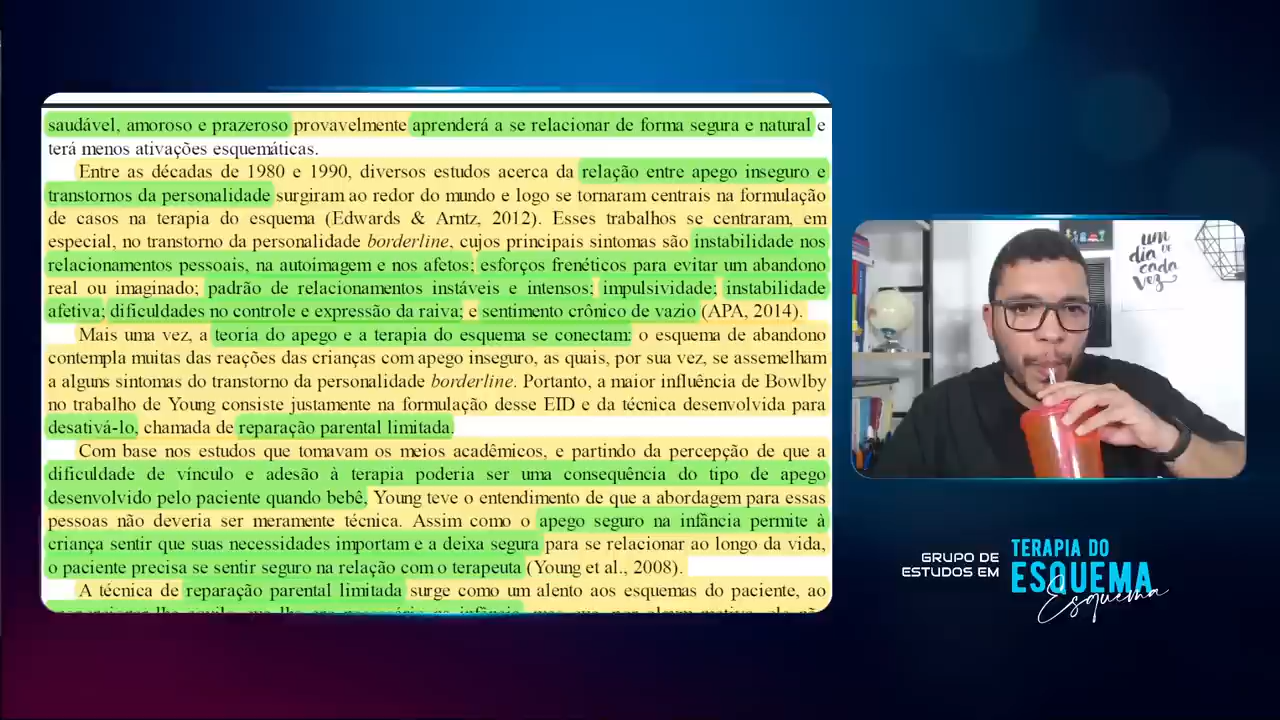 saudável, amoroso e prazeroso provavelmente aprenderá a se relacionar de forma segura e natural e
terá menos ativações esquemáticas.
Entre as décadas de 1980 e 1990, diversos estudos acerca da relação entre apego inseguro e
transtornos da personalidade surgiram ao redor do mundo e logo se tornaram centrais na formulação
de casos na terapia do esquema (Edwards & Arntz, 2012). Esses trabalhos se centraram, em
especial, no transtorno da personalidade borderline, cujos principais sintomas são instabilidade nos
relacionamentos pessoais, na autoimagem e nos afetos; esforços frenéticos para evitar um abandono
real ou imaginado; padrão de relacionamentos instáveis e intensos; impulsividade; instabilidade
afetiva; dificuldades no controle e expressão da raiva; e sentimento crônico de vazio (APA, 2014).
Mais uma vez, a teoria do apego e a terapia do esquema se conectam: o esquema de abandono
contempla muitas das reações das crianças com apego inseguro, as quais, por sua vez, se assemelham
a alguns sintomas do transtorno da personalidade borderline. Portanto, a maior influência de Bowlby
no trabalho de Young consiste justamente na formulação desse EID e da técnica desenvolvida para
desativá-lo, chamada de reparação parental limitada.
Com base nos estudos que tomavam os meios acadêmicos, e partindo da percepção de que a
dificuldade de vínculo e adesão à terapia poderia ser uma consequência do tipo de apego
desenvolvido pelo paciente quando bebê, Young teve o entendimento de que a abordagem para essas
pessoas não deveria ser meramente técnica. Assim como o apego seguro na infância permite à
criança sentir que suas necessidades importam e a deixa segura para se relacionar ao longo da vida,
o paciente precisa se sentir seguro na relação com o terapeuta (Young et al., 2008).
A técnica de reparação parental limitada surge como um alento aos esquemas do paciente, ao
um
dia DE
cada
vez
GRUPO DE
ESTUDOS EM
TERAPIA DO
ESQUEMA
Esquema